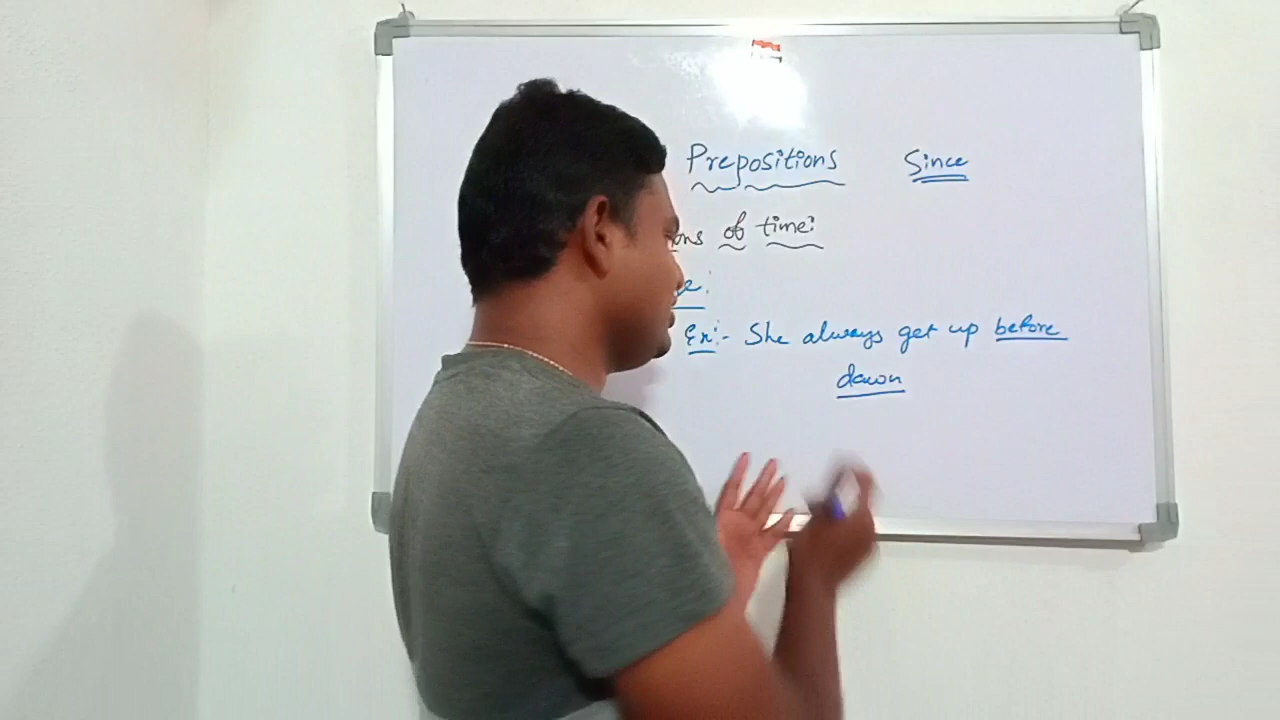 Prepositions Since
of time:
Ex:- She always get up before
dawn